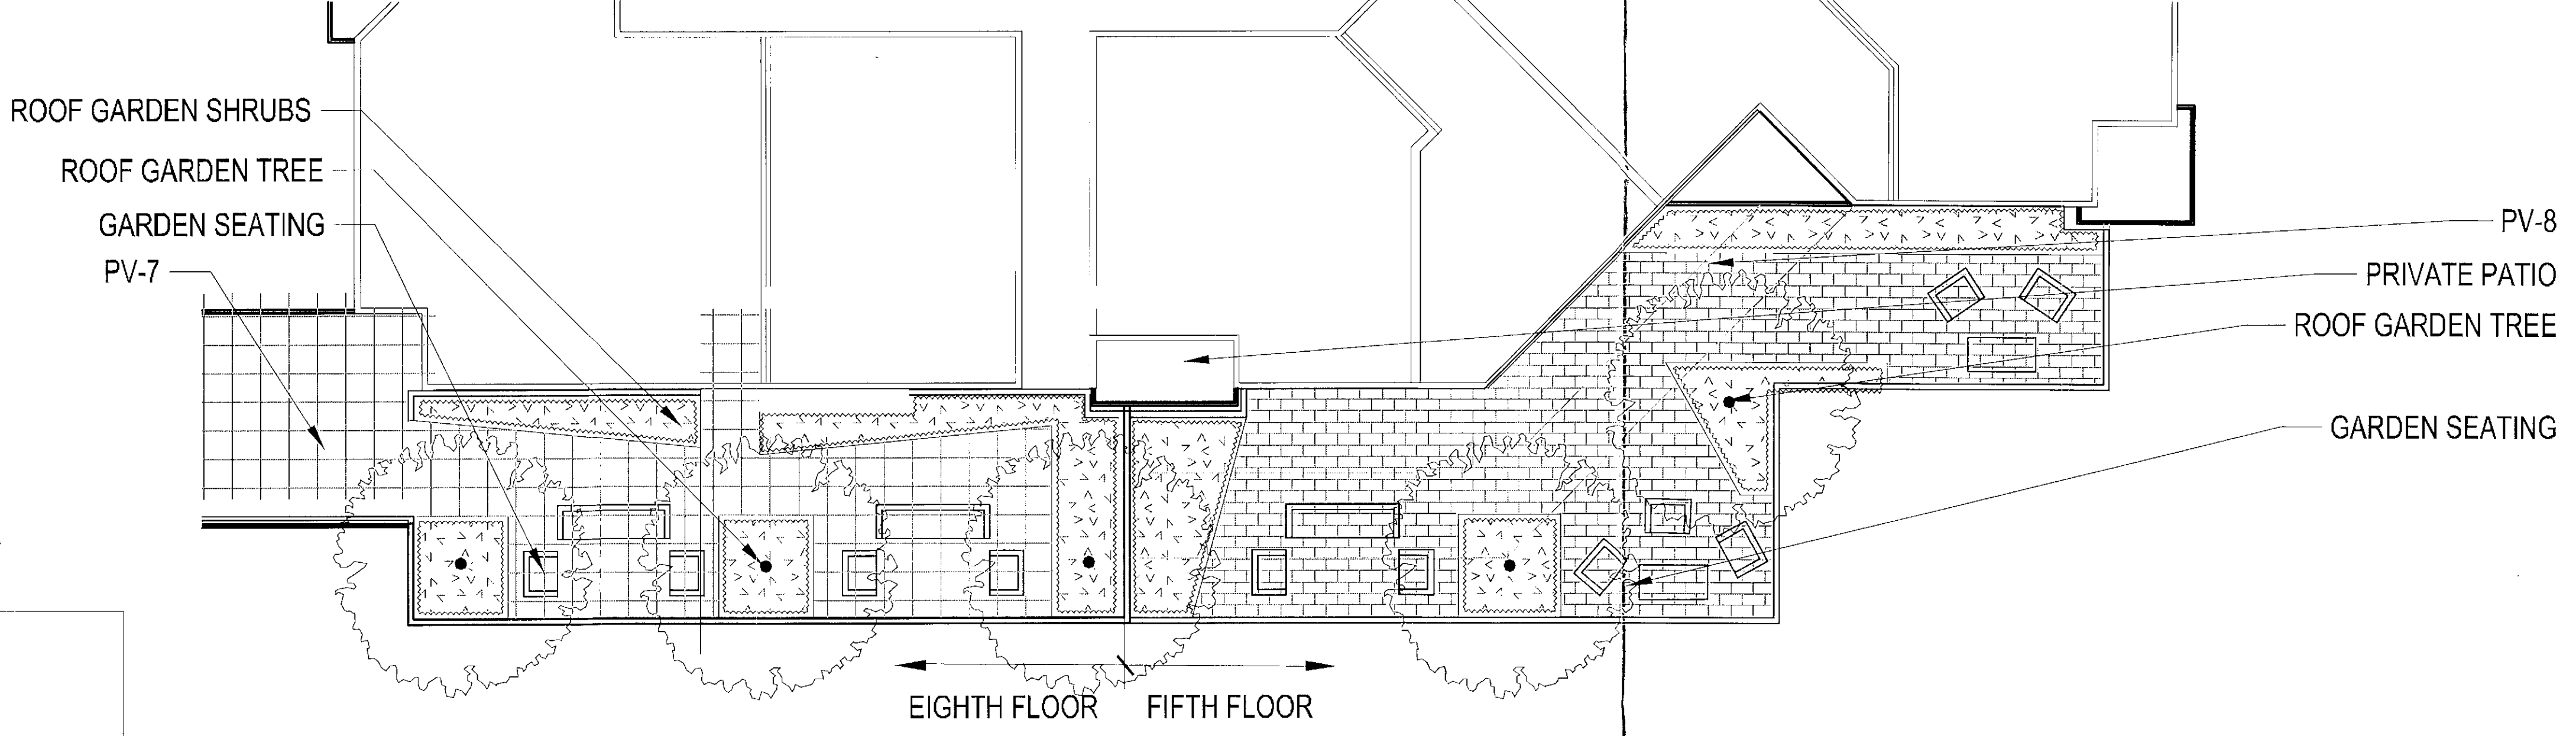 ROOF GARDEN SHRUBS
ROOF GARDEN TREE
GARDEN SEATING
PV-7
PV-8
PRIVATE PATIO
ROOF GARDEN TREE
GARDEN SEATING
EIGHTH FLOOR
FIFTH FLOOR